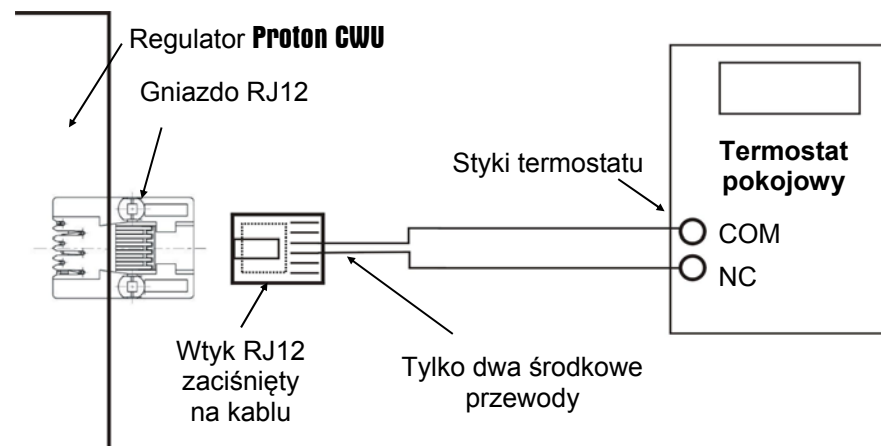 Regulator Proton CWU
Gniazdo RJ12
Styki termostatu
Termostat
pokojowy
COM
NC
Wtyk RJ12
zaciśnięty
na kablu
Tylko dwa środkowe
przewody